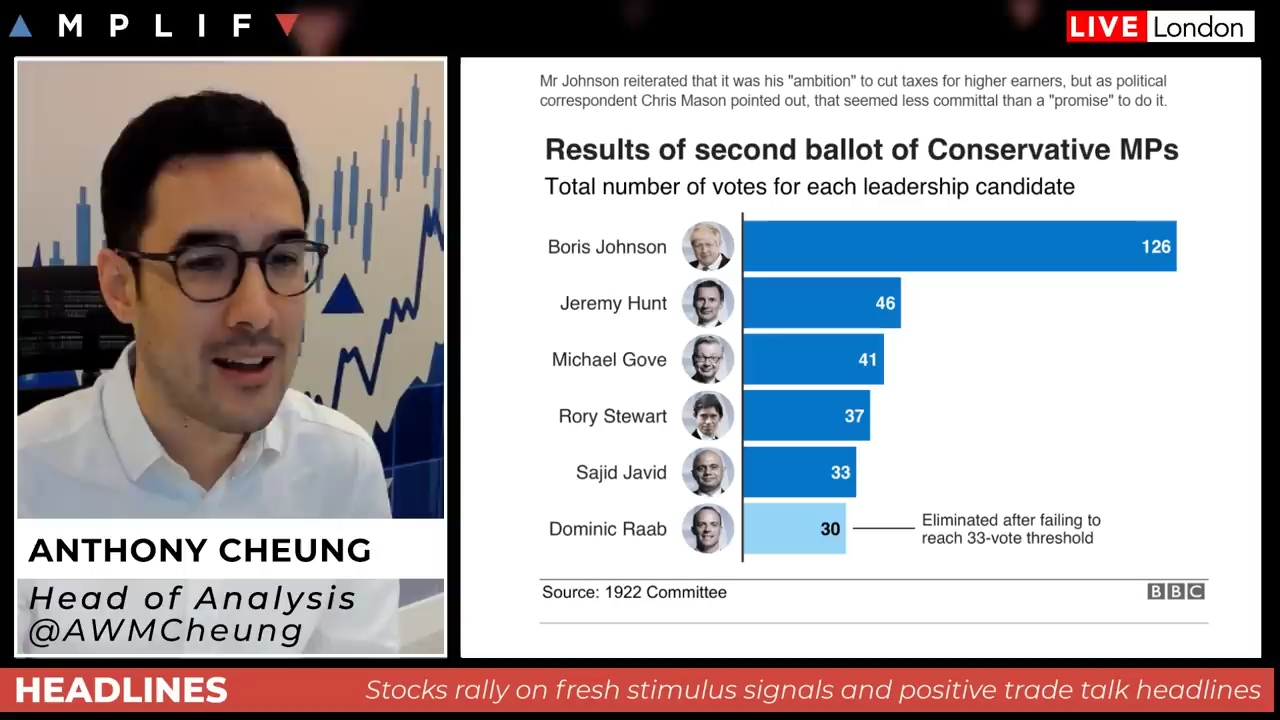 MPLIF
LIVE London
Mr Johnson reiterated that it was his "ambition" to cut taxes for higher earners, but as political
correspondent Chris Mason pointed out, that seemed less committal than a "promise" to do it.
Results of second ballot of Conservative MPs
Total number of votes for each leadership candidate
Boris Johnson 126
Jeremy Hunt 46
Michael Gove 41
Rory Stewart 37
Sajid Javid 33
Dominic Raab 30
Eliminated after failing to
reach 33-vote threshold
Source: 1922 Committee
BBC
ANTHONY CHEUNG
Head of Analysis
@AWMCheung
HEADLINES
Stocks rally on fresh stimulus signals and positive trade talk headlines